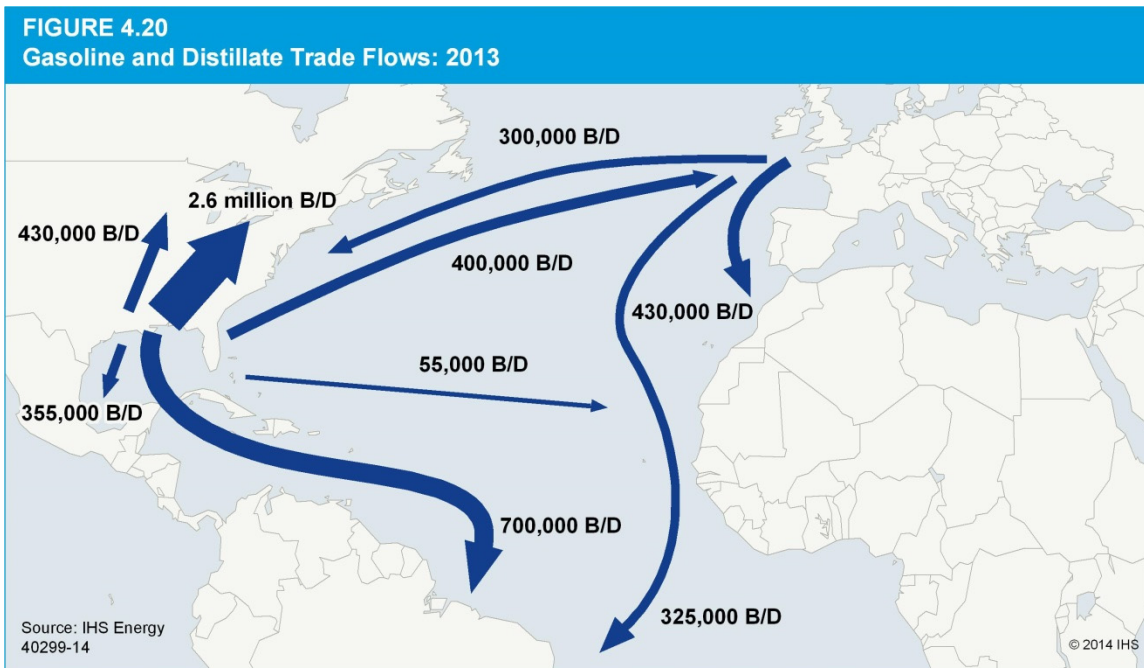 FIGURE 4.20
Gasoline and Distillate Trade Flows: 2013
300,000 B/D
2.6 million B/D
430,000 B/D
400,000 B/D
430,000 B/D
55,000 B/D
355,000 B/D
700,000 B/D
325,000 B/D
Source: IHS Energy
40299-14
© 2014 IHS